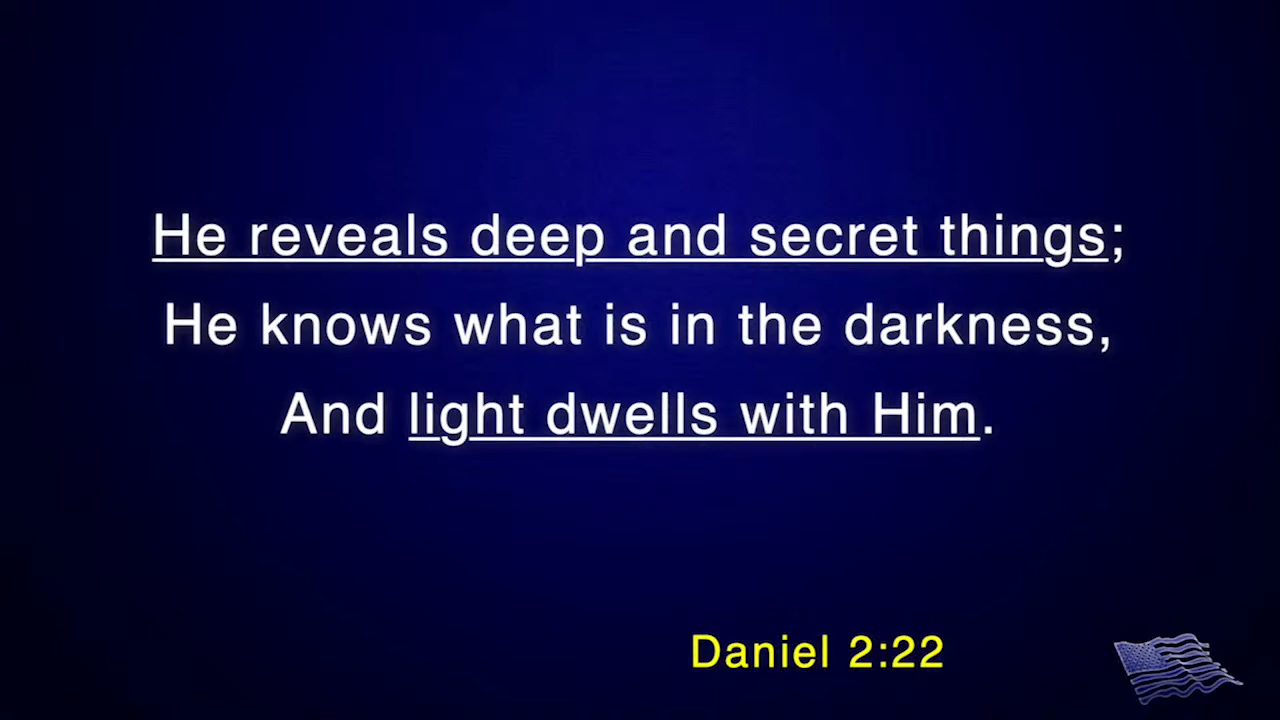 He reveals deep and secret things;
He knows what is in the darkness,
And light dwells with Him.
Daniel 2:22